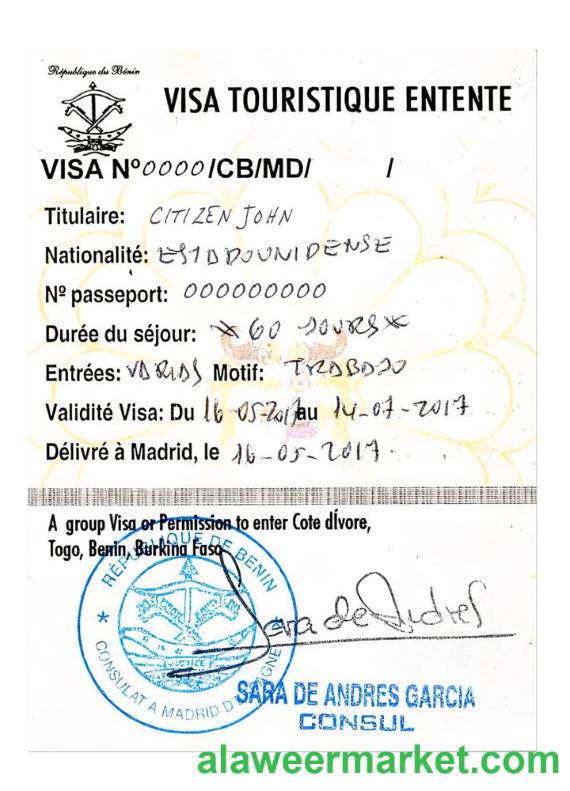 République du Bénin
VISA TOURISTIQUE ENTENTE
VISA Nº0000/CB/MD/ /
Titulaire: CITIZEN JOHN
Nationalité: ESTADOUNIDENSE
Nº passeport: 000000000
Durée du séjour: * 60 JOURS *
Entrées: VARIAS Motif: TRABAJO
Validité Visa: Du 16-05-2017 au 14-07-2017
Délivré à Madrid, le 16-05-2017.
A group Visa or Permission to enter Cote dÍvore,
Togo, Benin, Burkina Faso
RÉPUBLIQUE DE BENIN
CONSULAT A MADRID
Sara de Andres
SARA DE ANDRES GARCIA
CONSUL
alaweermarket.com